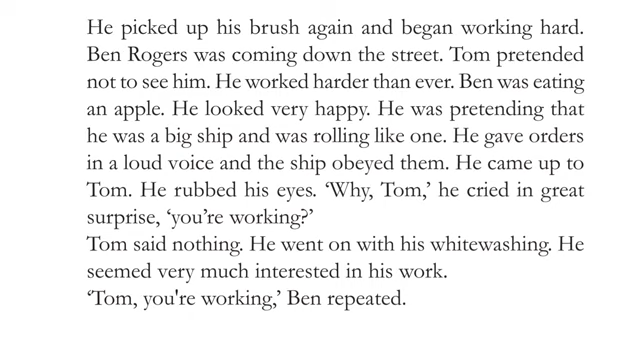 He picked up his brush again and began working hard.
Ben Rogers was coming down the street. Tom pretended
not to see him. He worked harder than ever. Ben was eating
an apple. He looked very happy. He was pretending that
he was a big ship and was rolling like one. He gave orders
in a loud voice and the ship obeyed them. He came up to
Tom. He rubbed his eyes. ‘Why, Tom,’ he cried in great
surprise, ‘you’re working?’
Tom said nothing. He went on with his whitewashing. He
seemed very much interested in his work.
‘Tom, you're working,’ Ben repeated.